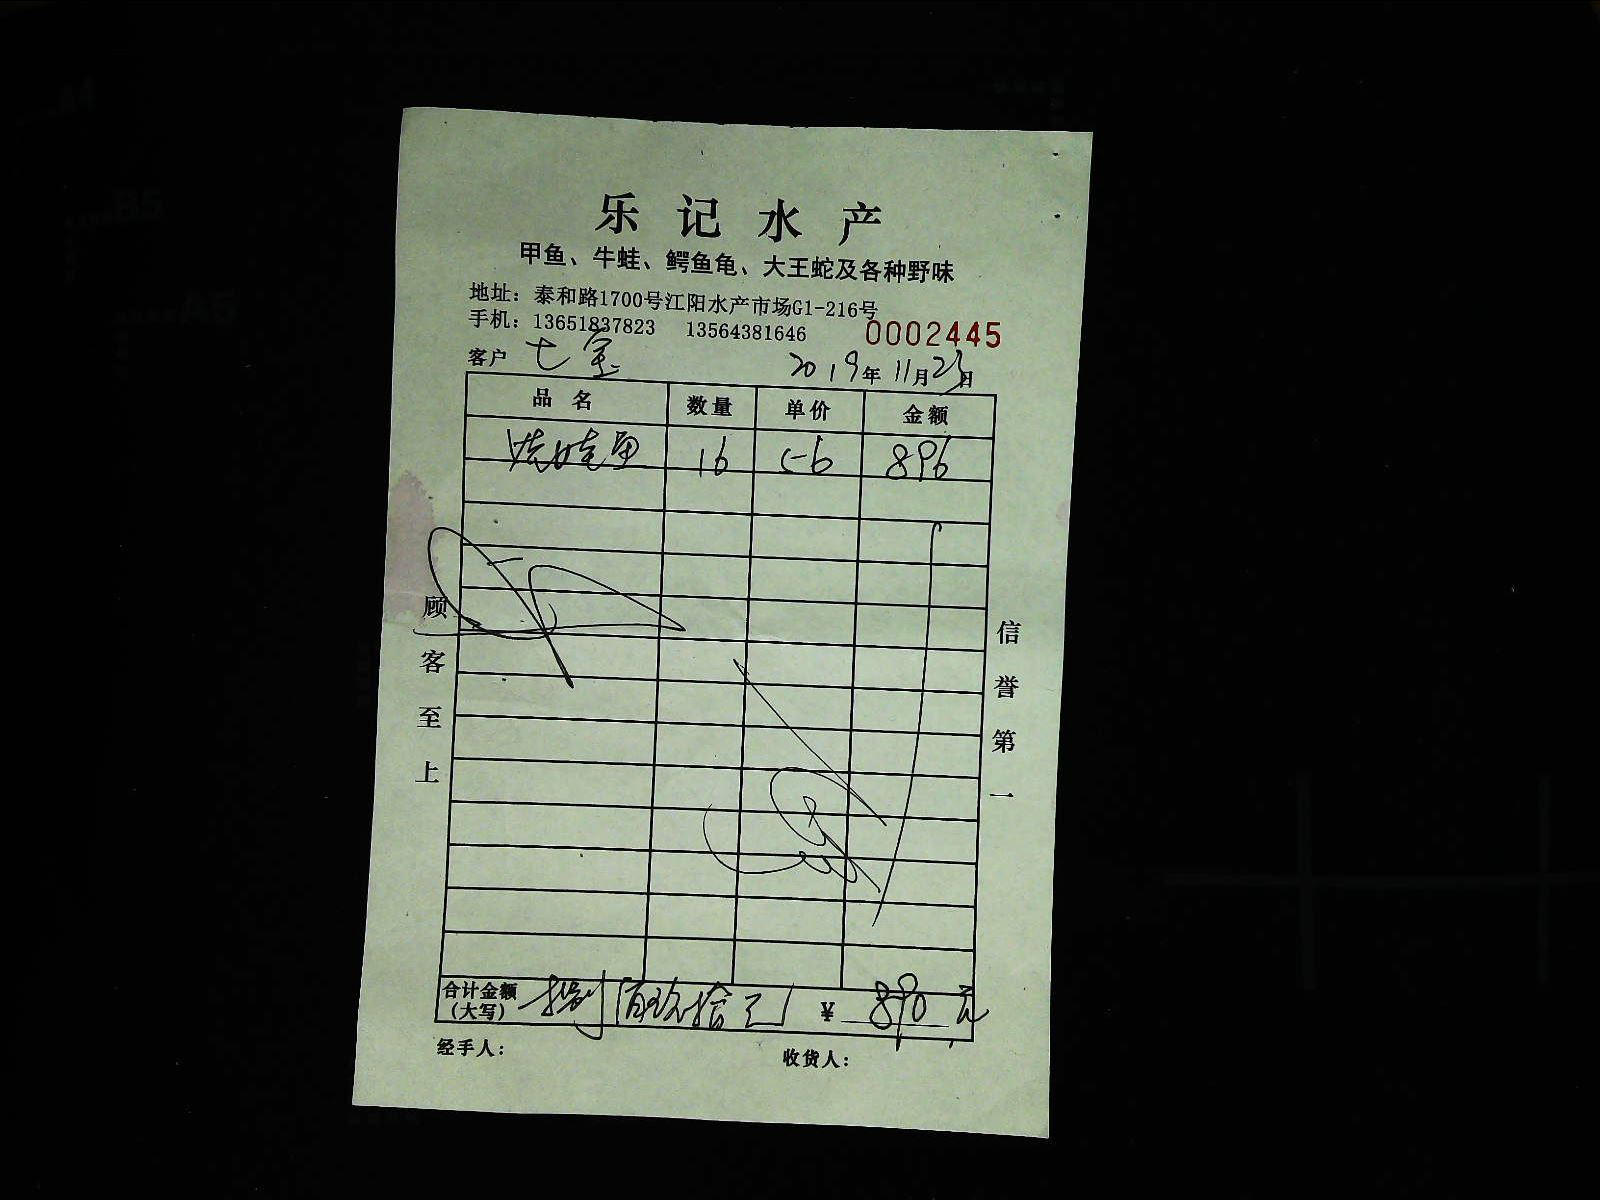 乐记水产
甲鱼、牛蛙、鳄鱼龟、大王蛇及各种野味
地址：泰和路1700号江阳水产市场G1-216号
手机：13651837823 13564381646 0002445
客户 七宝 2019年11月23日
品名 数量 单价 金额
16 56 896
顾客至上
信誉第一
合计金额（大写） 捌佰玖拾元 ¥ 890元
经手人： 收货人：